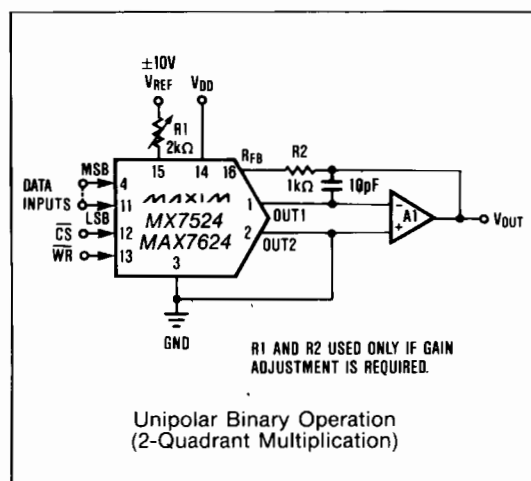 ±10V
VREF
VDD
R1
2kΩ
RFB
R2
1kΩ
10pF
MSB
DATA
INPUTS
LSB
CS
WR
15
14
16
4
11
12
13
1
2
3
MAXIM
MX7524
MAX7624
OUT1
OUT2
−
+
A1
VOUT
GND
R1 AND R2 USED ONLY IF GAIN
ADJUSTMENT IS REQUIRED.
Unipolar Binary Operation
(2-Quadrant Multiplication)